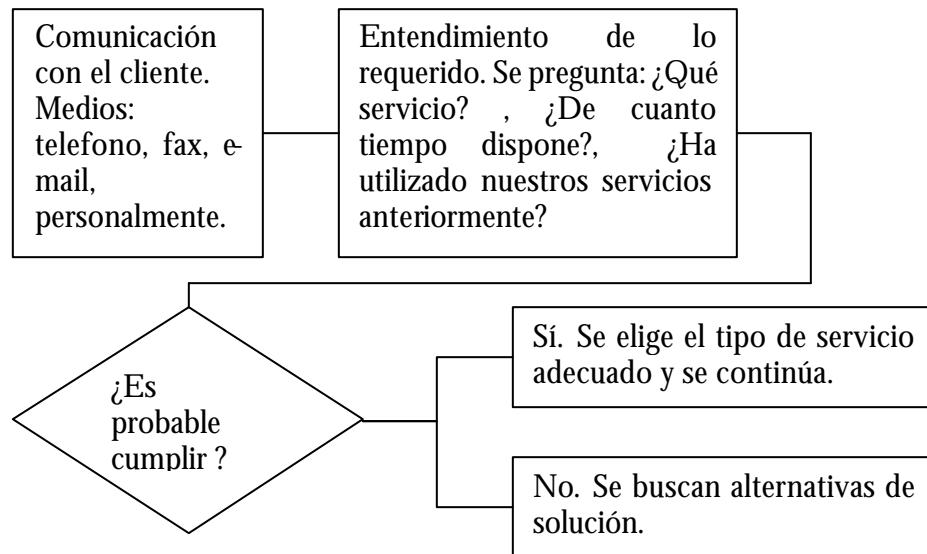 Comunicación
con el cliente.
Medios:
telefono, fax, e-
mail,
personalmente.
Entendimiento de lo
requerido. Se pregunta: ¿Qué
servicio? , ¿De cuanto
tiempo dispone?, ¿Ha
utilizado nuestros servicios
anteriormente?
¿Es
probable
cumplir ?
Sí. Se elige el tipo de servicio
adecuado y se continúa.
No. Se buscan alternativas de
solución.